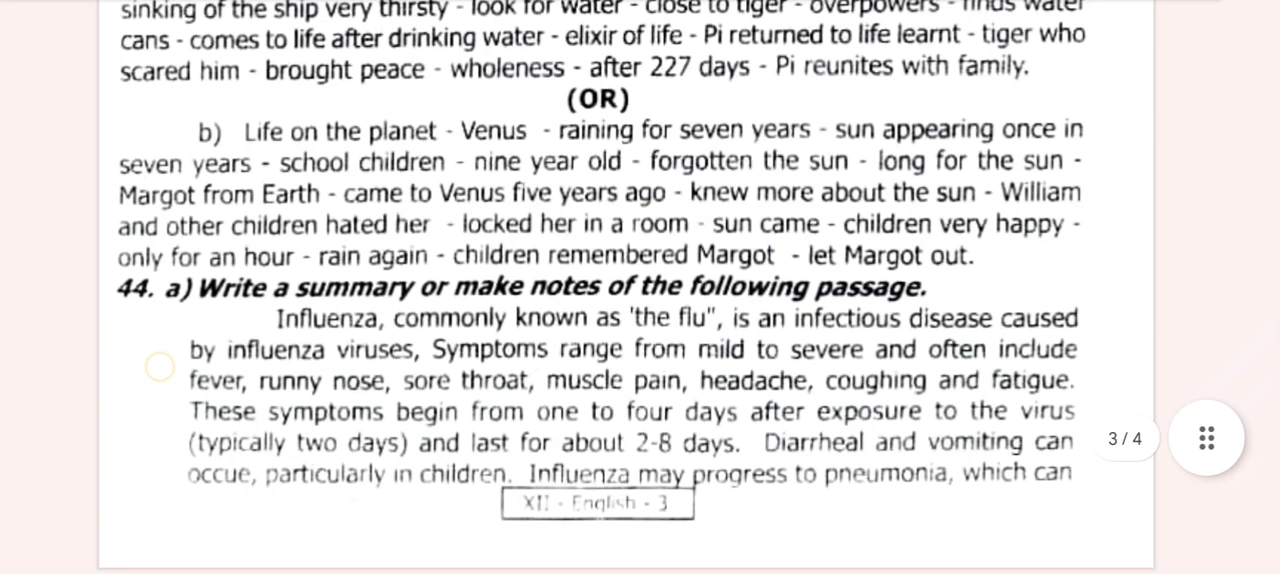 sinking of the ship very thirsty - look for water - close to tiger - overpowers - finds water
cans - comes to life after drinking water - elixir of life - Pi returned to life learnt - tiger who
scared him - brought peace - wholeness - after 227 days - Pi reunites with family.
(OR)
b) Life on the planet - Venus - raining for seven years - sun appearing once in
seven years - school children - nine year old - forgotten the sun - long for the sun -
Margot from Earth - came to Venus five years ago - knew more about the sun - William
and other children hated her - locked her in a room - sun came - children very happy -
only for an hour - rain again - children remembered Margot - let Margot out.
44. a) Write a summary or make notes of the following passage.
Influenza, commonly known as 'the flu", is an infectious disease caused
by influenza viruses, Symptoms range from mild to severe and often include
fever, runny nose, sore throat, muscle pain, headache, coughing and fatigue.
These symptoms begin from one to four days after exposure to the virus
(typically two days) and last for about 2-8 days. Diarrheal and vomiting can
occue, particularly in children. Influenza may progress to pneumonia, which can
3 / 4
XII - English - 3